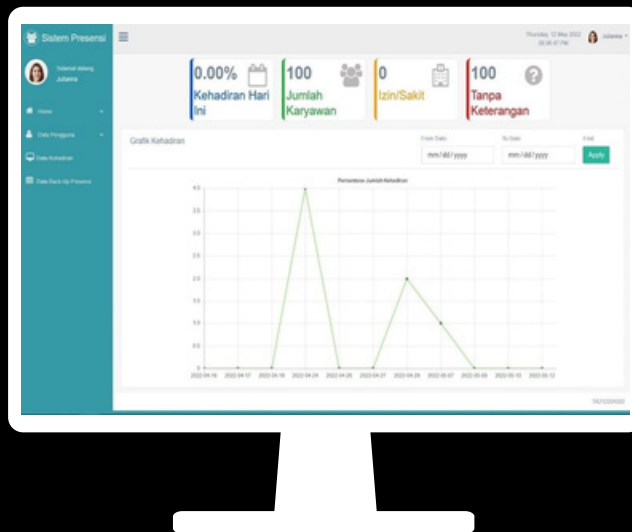 Sistem Presensi
Thursday, 12 May 2022
Julianna
Selamat datang,
Julianna
Home
Data Pengguna
Data Kehadiran
Data Back Up Presensi
0.00%
Kehadiran Hari
Ini
100
Jumlah
Karyawan
0
Izin/Sakit
100
Tanpa
Keterangan
Grafik Kehadiran
From Date
To Date
mm/dd/yyyy
mm/dd/yyyy
Apply
Persentase Jumlah Kehadiran
4.0
3.5
3.0
2.5
2.0
1.5
1.0
0.5
0
2022-04-16 2022-04-17 2022-04-18 2022-04-24 2022-04-26 2022-04-27 2022-04-28 2022-05-07 2022-05-09 2022-05-10 2022-05-12